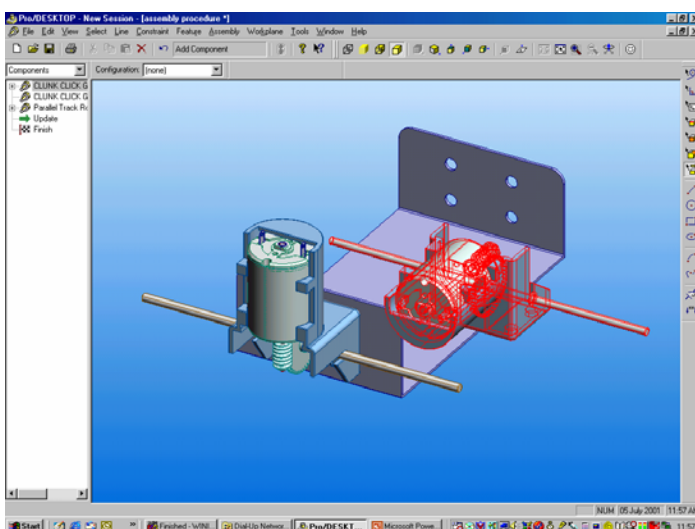 Pro/DESKTOP - New Session - [assembly procedure *]
File Edit View Select Line Constraint Feature Assembly Workplane Tools Window Help
Add Component
Components Configuration: (none)
CLUNK CLICK G
CLUNK CLICK G
Parallel Track Ro
Update
Finish
NUM 05 July 2001 11:57 AM
Start Finished - WINI... Dial-Up Networ... Pro/DESKT... Microsoft Powe...